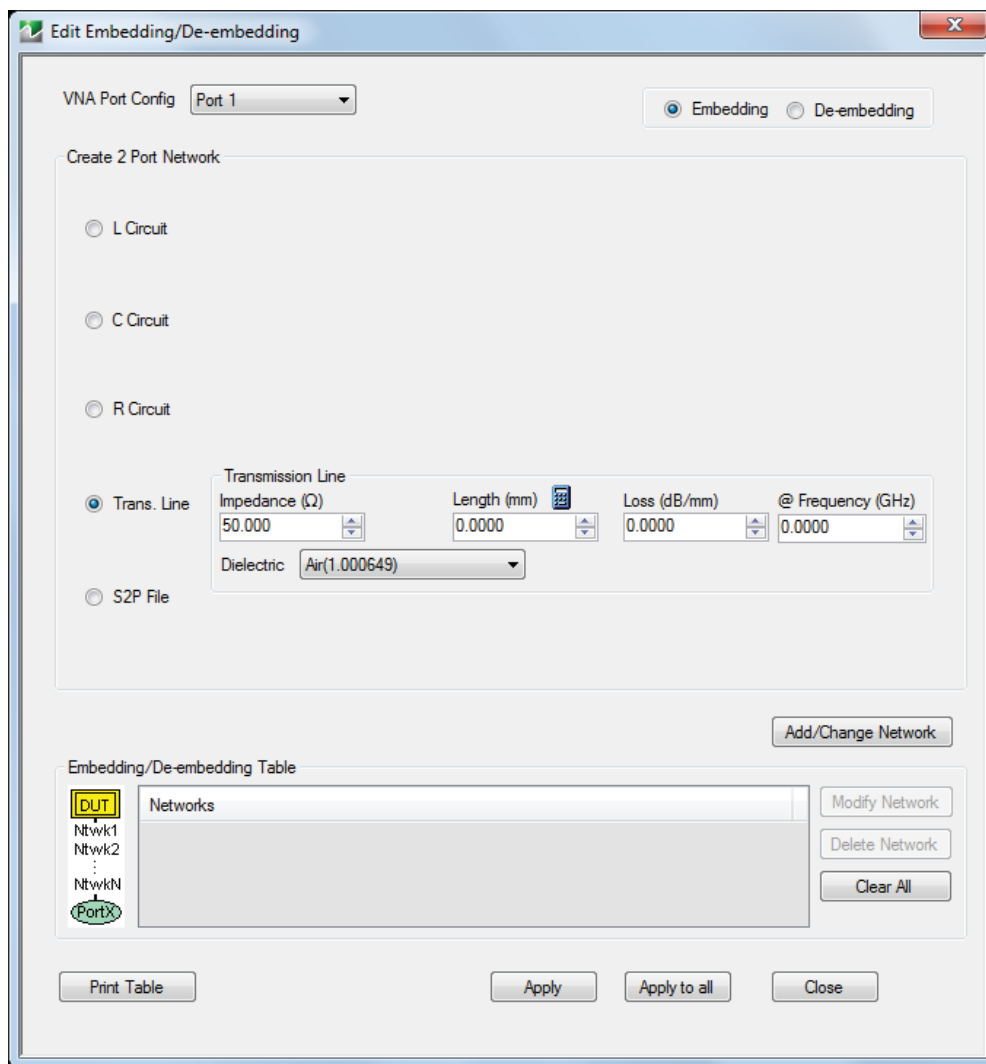 Edit Embedding/De-embedding
VNA Port Config Port 1
Embedding De-embedding
Create 2 Port Network
L Circuit
C Circuit
R Circuit
Trans. Line
Transmission Line
Impedance (Ω) Length (mm) Loss (dB/mm) @ Frequency (GHz)
50.000 0.0000 0.0000 0.0000
Dielectric Air(1.000649)
S2P File
Add/Change Network
Embedding/De-embedding Table
DUT
Ntwk1
Ntwk2
⋮
NtwkN
PortX
Networks
Modify Network
Delete Network
Clear All
Print Table Apply Apply to all Close